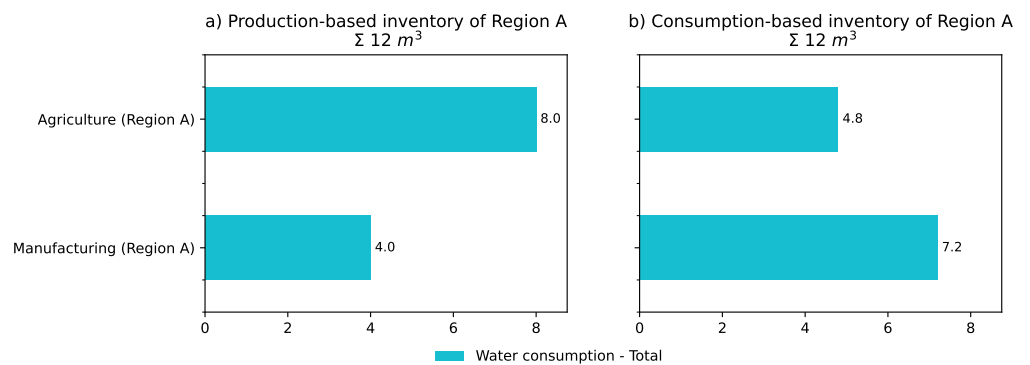 a) Production-based inventory of Region A
Σ 12 m³
b) Consumption-based inventory of Region A
Σ 12 m³
Agriculture (Region A)
8.0
4.8
Manufacturing (Region A)
4.0
7.2
0 2 4 6 8
0 2 4 6 8
Water consumption - Total